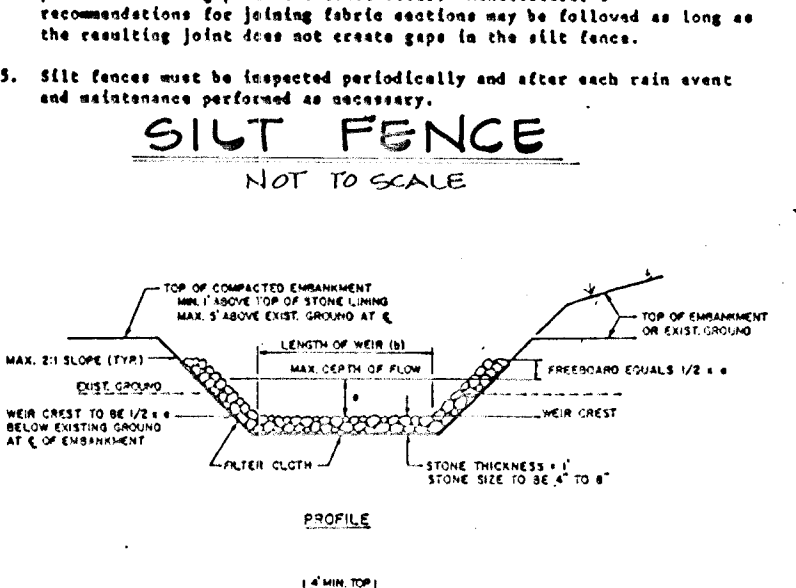 recommendations for joining fabric sections may be followed as long as
the resulting joint does not create gaps in the silt fence.
5. Silt fences must be inspected periodically and after each rain event
and maintenance performed as necessary.
SILT FENCE
NOT TO SCALE
TOP OF COMPACTED EMBANKMENT
MIN. 1' ABOVE TOP OF STONE LINING
MAX. 5' ABOVE EXIST. GROUND AT ℄
TOP OF EMBANKMENT
OR EXIST. GROUND
LENGTH OF WEIR (b)
MAX. 2:1 SLOPE (TYP.)
MAX. DEPTH OF FLOW
FREEBOARD EQUALS 1/2 x e
EXIST. GROUND
e
WEIR CREST TO BE 1/2 x e
BELOW EXISTING GROUND
AT ℄ OF EMBANKMENT
WEIR CREST
FILTER CLOTH
STONE THICKNESS = 1'
STONE SIZE TO BE 4" TO 8"
PROFILE
4' MIN. TOP